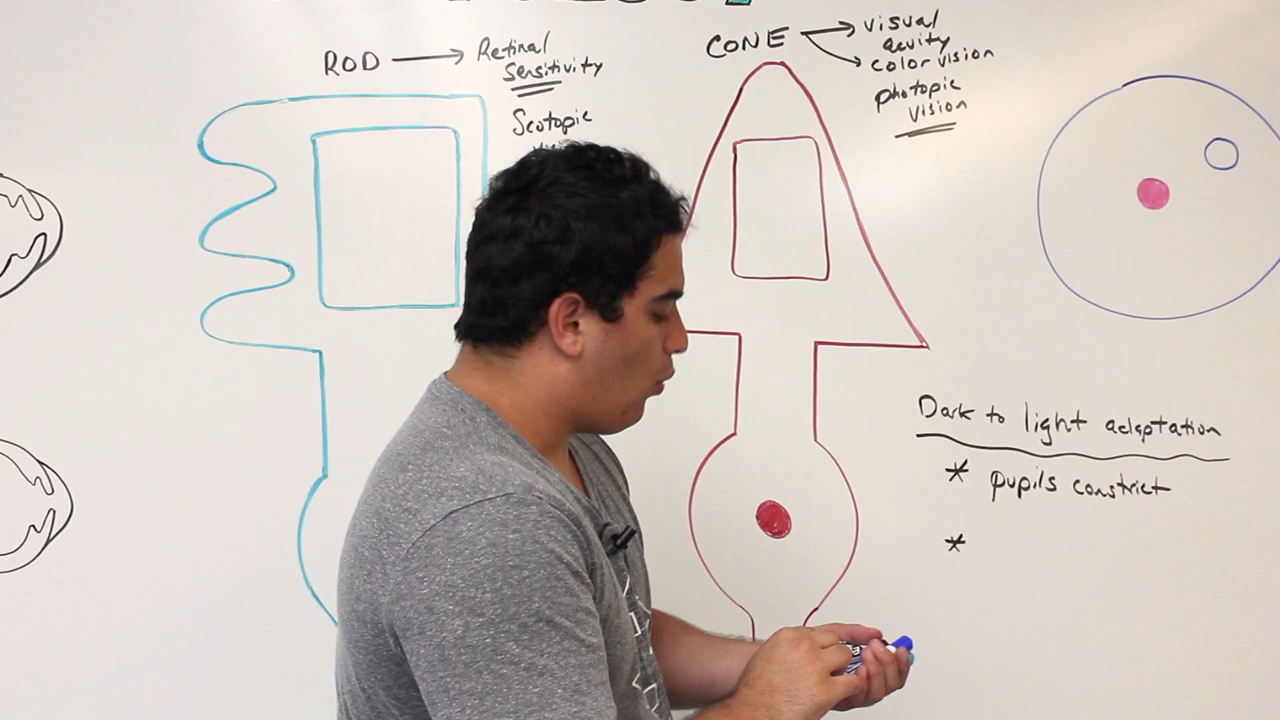 ROD → Retinal
sensitivity
Scotopic
CONE → visual
acuity
→ color vision
photopic
vision
Dark to light adaptation
* pupils constrict
*